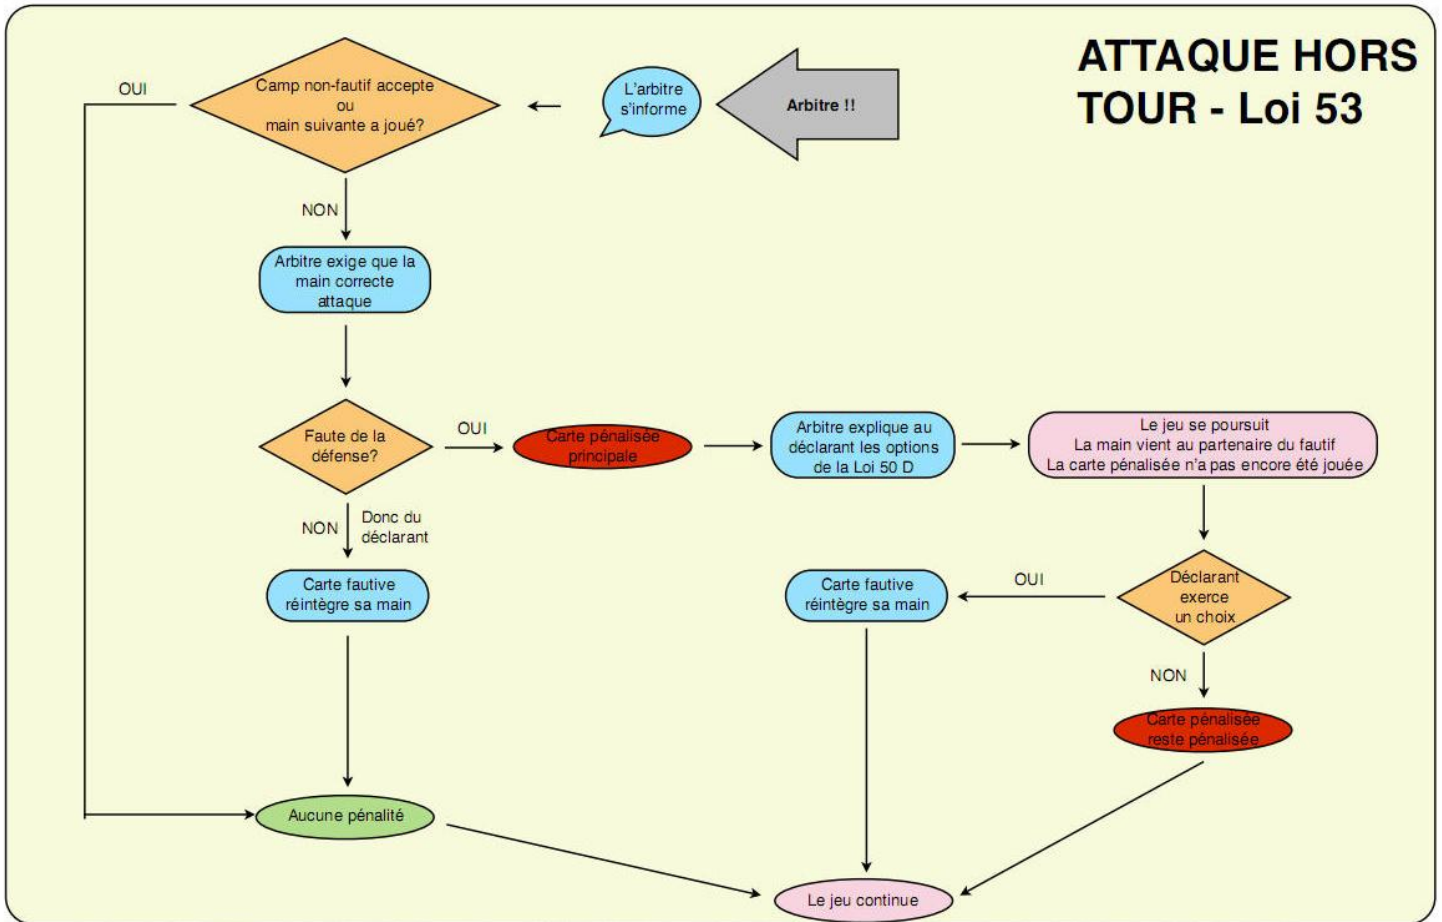 ATTAQUE HORS
TOUR - Loi 53
Arbitre !!
L'arbitre
s'informe
Camp non-fautif accepte
ou
main suivante a joué?
OUI
NON
Arbitre exige que la
main correcte
attaque
Faute de la
défense?
OUI
Carte pénalisée
principale
Arbitre explique au
déclarant les options
de la Loi 50 D
Le jeu se poursuit
La main vient au partenaire du fautif
La carte pénalisée n'a pas encore été jouée
NON
Donc du
déclarant
Carte fautive
réintègre sa main
Déclarant
exerce
un choix
OUI
Carte fautive
réintègre sa main
NON
Carte pénalisée
reste pénalisée
Aucune pénalité
Le jeu continue